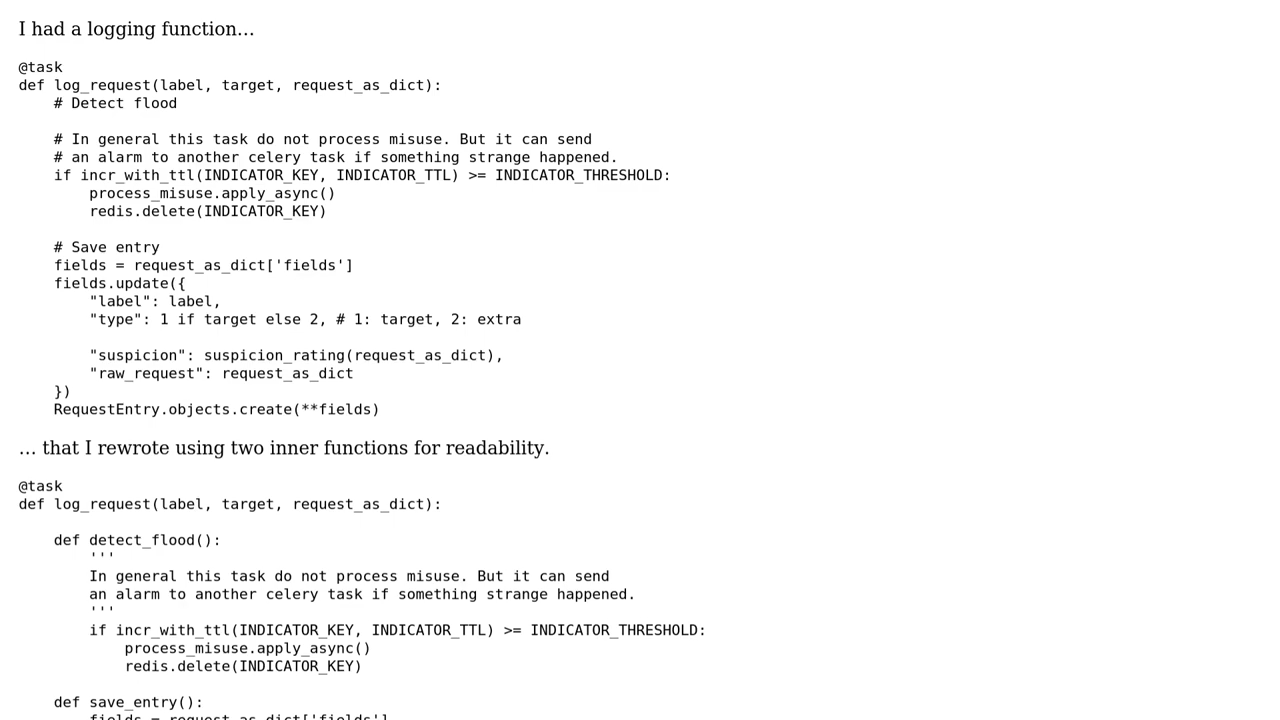 I had a logging function...
@task
def log_request(label, target, request_as_dict):
    # Detect flood

    # In general this task do not process misuse. But it can send
    # an alarm to another celery task if something strange happened.
    if incr_with_ttl(INDICATOR_KEY, INDICATOR_TTL) >= INDICATOR_THRESHOLD:
        process_misuse.apply_async()
        redis.delete(INDICATOR_KEY)

    # Save entry
    fields = request_as_dict['fields']
    fields.update({
        "label": label,
        "type": 1 if target else 2, # 1: target, 2: extra

        "suspicion": suspicion_rating(request_as_dict),
        "raw_request": request_as_dict
    })
    RequestEntry.objects.create(**fields)
... that I rewrote using two inner functions for readability.
@task
def log_request(label, target, request_as_dict):

    def detect_flood():
        '''
        In general this task do not process misuse. But it can send
        an alarm to another celery task if something strange happened.
        '''
        if incr_with_ttl(INDICATOR_KEY, INDICATOR_TTL) >= INDICATOR_THRESHOLD:
            process_misuse.apply_async()
            redis.delete(INDICATOR_KEY)

    def save_entry():
        fields = request_as_dict['fields']